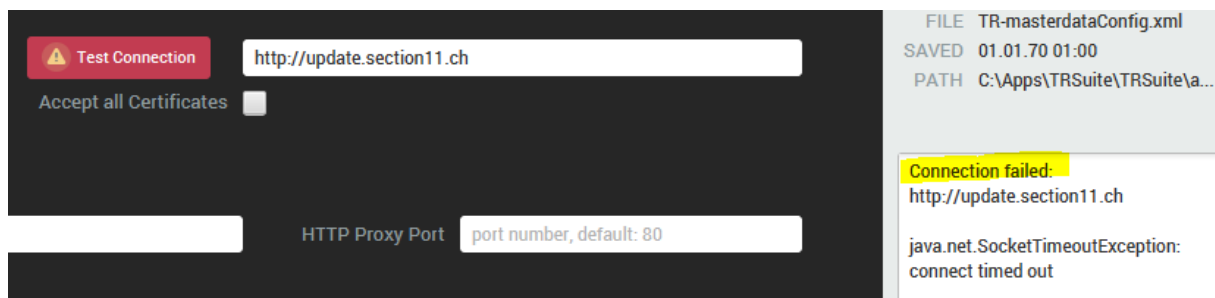 Test Connection
http://update.section11.ch
Accept all Certificates
HTTP Proxy Port
port number, default: 80
FILE TR-masterdataConfig.xml
SAVED 01.01.70 01:00
PATH C:\Apps\TRSuite\TRSuite\a...
Connection failed:
http://update.section11.ch
java.net.SocketTimeoutException:
connect timed out